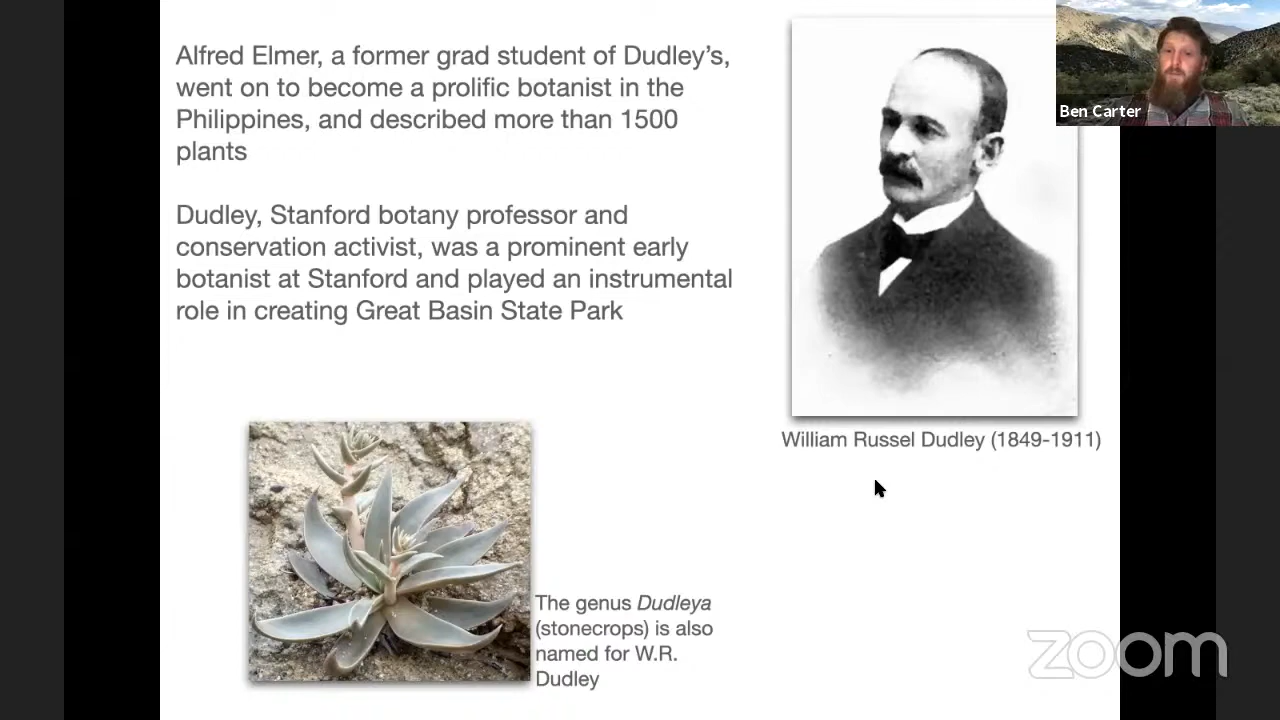 Alfred Elmer, a former grad student of Dudley's,
went on to become a prolific botanist in the
Philippines, and described more than 1500
plants
Dudley, Stanford botany professor and
conservation activist, was a prominent early
botanist at Stanford and played an instrumental
role in creating Great Basin State Park
Ben Carter
William Russel Dudley (1849-1911)
The genus Dudleya
(stonecrops) is also
named for W.R.
Dudley
zoom